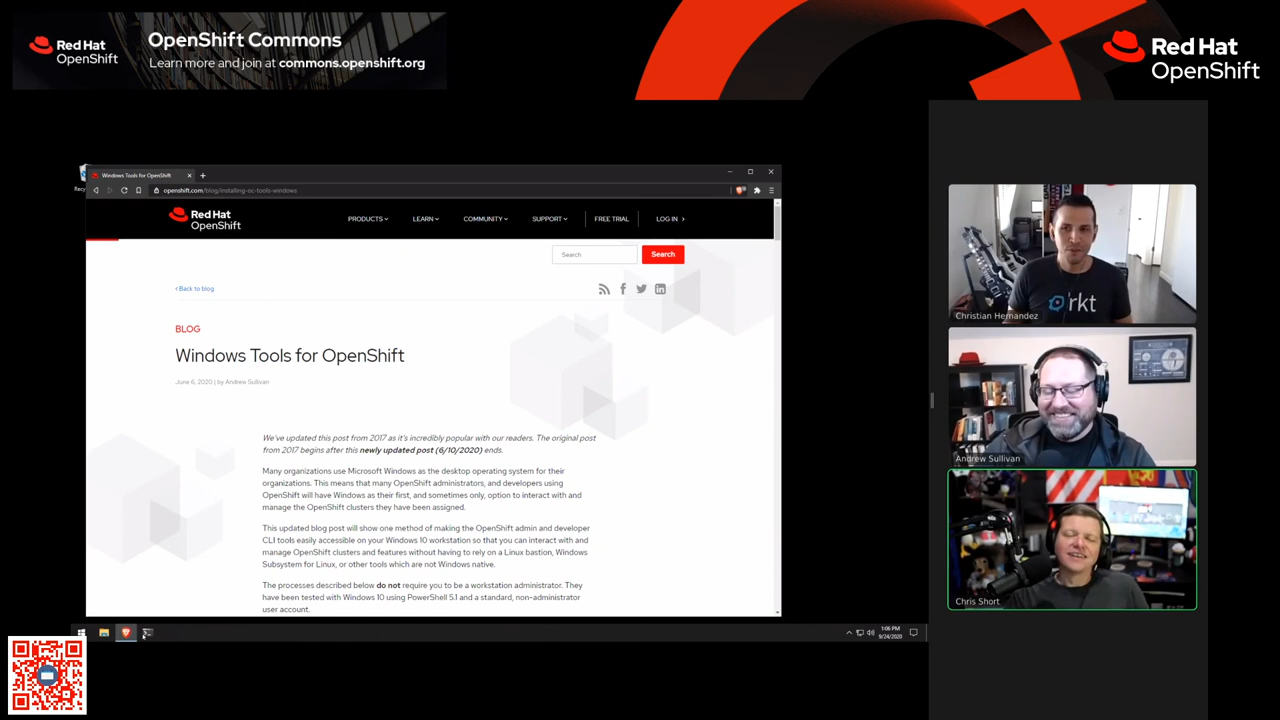 Red Hat
OpenShift
OpenShift Commons
Learn more and join at commons.openshift.org
Red Hat
OpenShift
Windows Tools for OpenShift
openshift.com/blog/installing-oc-tools-windows
Red Hat
OpenShift
PRODUCTS
LEARN
COMMUNITY
SUPPORT
FREE TRIAL
LOG IN
Search
Search
Back to blog
BLOG
Windows Tools for OpenShift
June 6, 2020 | by Andrew Sullivan
We've updated this post from 2017 as it's incredibly popular with our readers. The original post
from 2017 begins after this newly updated post (6/10/2020) ends.
Many organizations use Microsoft Windows as the desktop operating system for their
organizations. This means that many OpenShift administrators, and developers using
OpenShift will have Windows as their first, and sometimes only, option to interact with and
manage the OpenShift clusters they have been assigned.
This updated blog post will show one method of making the OpenShift admin and developer
CLI tools easily accessible on your Windows 10 workstation so that you can interact with and
manage OpenShift clusters and features without having to rely on a Linux bastion, Windows
Subsystem for Linux, or other tools which are not Windows native.
The processes described below do not require you to be a workstation administrator. They
have been tested with Windows 10 using PowerShell 5.1 and a standard, non-administrator
user account.
1:06 PM
9/24/2020
rkt
Christian Hernandez
Andrew Sullivan
Chris Short